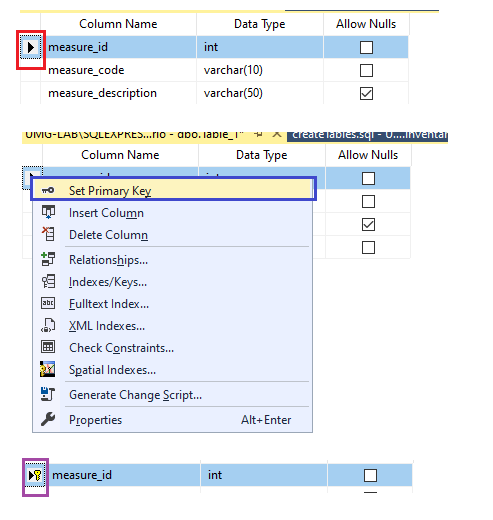 Column Name Data Type Allow Nulls
measure_id int
measure_code varchar(10)
measure_description varchar(50)
UMG-LAB\SQLEXPRES...rio - dbo.Table_1* createTables.sql - U....Inventar
Column Name Data Type Allow Nulls
Set Primary Key
Insert Column
Delete Column
Relationships...
Indexes/Keys...
Fulltext Index...
XML Indexes...
Check Constraints...
Spatial Indexes...
Generate Change Script...
Properties Alt+Enter
measure_id int